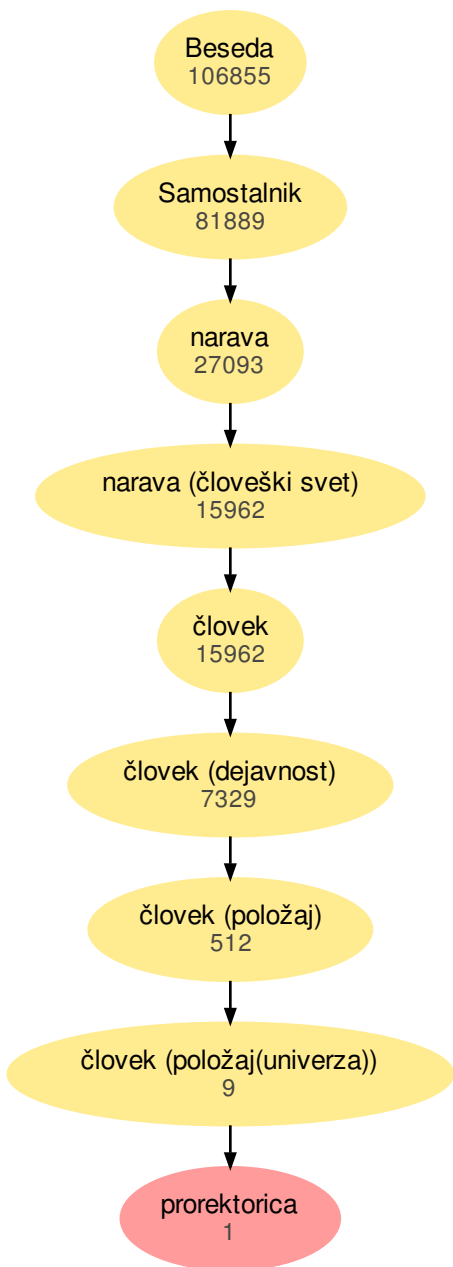 Beseda
106855
Samostalnik
81889
narava
27093
narava (človeški svet)
15962
človek
15962
človek (dejavnost)
7329
človek (položaj)
512
človek (položaj(univerza))
9
prorektorica
1